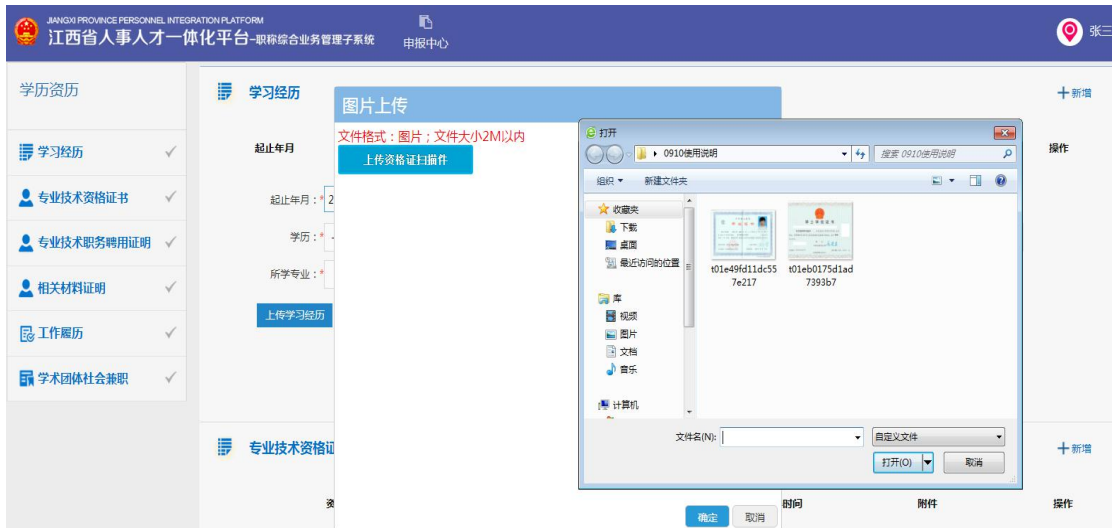 JIANGXI PROVINCE PERSONNEL INTEGRATION PLATFORM
江西省人事人才一体化平台-职称综合业务管理子系统
申报中心
张三
学历资历
学习经历
专业技术资格证书
专业技术职务聘用证明
相关材料证明
工作履历
学术团体社会兼职
学习经历
新增
起止年月
操作
起止年月：* 2
学历：*
所学专业：*
上传学习经历
图片上传
文件格式：图片；文件大小2M以内
上传资格证扫描件
打开
0910使用说明
搜索 0910使用说明
组织
新建文件夹
收藏夹
下载
桌面
最近访问的位置
库
视频
图片
文档
音乐
计算机
t01e49fd11dc55
7e217
t01eb0175d1ad
7393b7
文件名(N):
自定义文件
打开(O)
取消
专业技术资格证
新增
资
时间
附件
操作
确定
取消